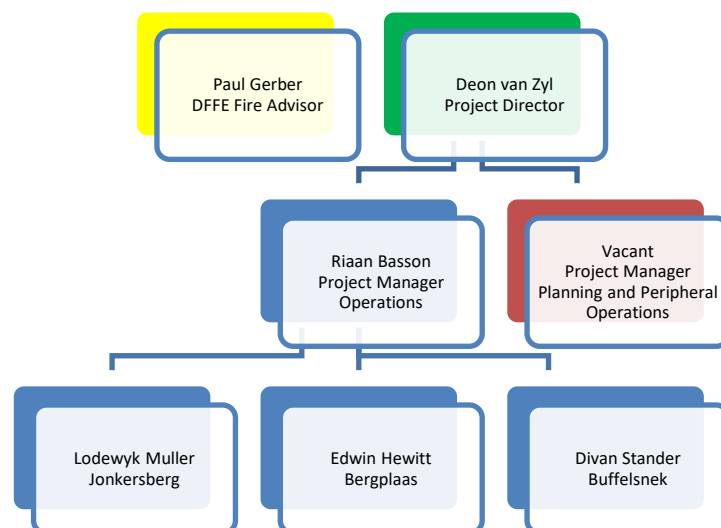 Paul Gerber
DFFE Fire Advisor
Deon van Zyl
Project Director
Riaan Basson
Project Manager
Operations
Vacant
Project Manager
Planning and Peripheral
Operations
Lodewyk Muller
Jonkersberg
Edwin Hewitt
Bergplaas
Divan Stander
Buffelsnek